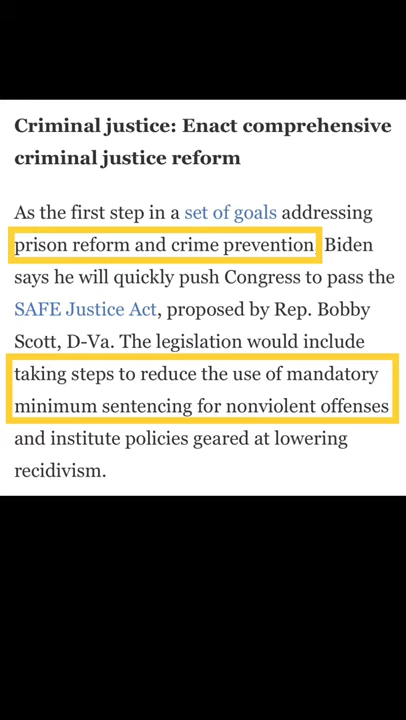 Criminal justice: Enact comprehensive
criminal justice reform
As the first step in a set of goals addressing
prison reform and crime prevention, Biden
says he will quickly push Congress to pass the
SAFE Justice Act, proposed by Rep. Bobby
Scott, D-Va. The legislation would include
taking steps to reduce the use of mandatory
minimum sentencing for nonviolent offenses
and institute policies geared at lowering
recidivism.